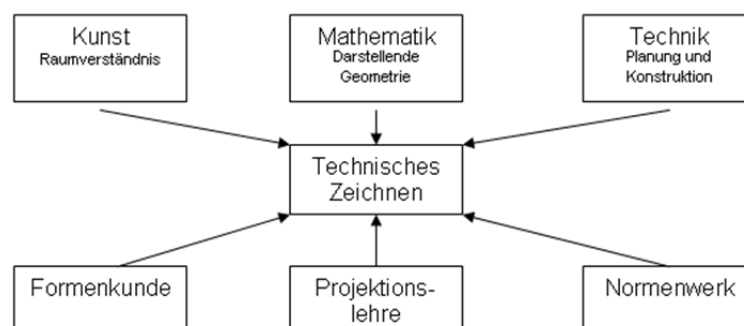 Kunst
Raumverständnis
Mathematik
Darstellende
Geometrie
Technik
Planung und
Konstruktion
Technisches
Zeichnen
Formenkunde
Projektions-
lehre
Normenwerk